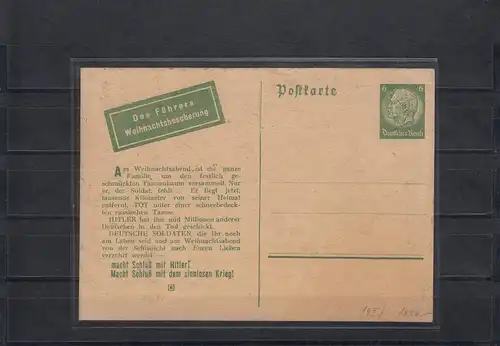 Des Führers
Weihnachtsbescherung
Postkarte
6 6
Deutsches Reich
Am Weihnachtsabend ist die ganze
Familie um den festlich ge-
schmückten Tannenbaum versammelt. Nur
er, der Soldat, fehlt. Er liegt jetzt,
tausende Kilometer von seiner Heimat
entfernt, TOT unter einer schneebedeck-
ten russischen Tanne.
HITLER hat ihn und Millionen anderer
Deutschen in den Tod geschickt.
DEUTSCHE SOLDATEN, die Ihr noch
am Leben seid und am Weihnachtsabend
von der Sehnsucht nach Euren Lieben
verzehrt werdet —
macht Schluß mit Hitler!
Macht Schluß mit dem sinnlosen Krieg!